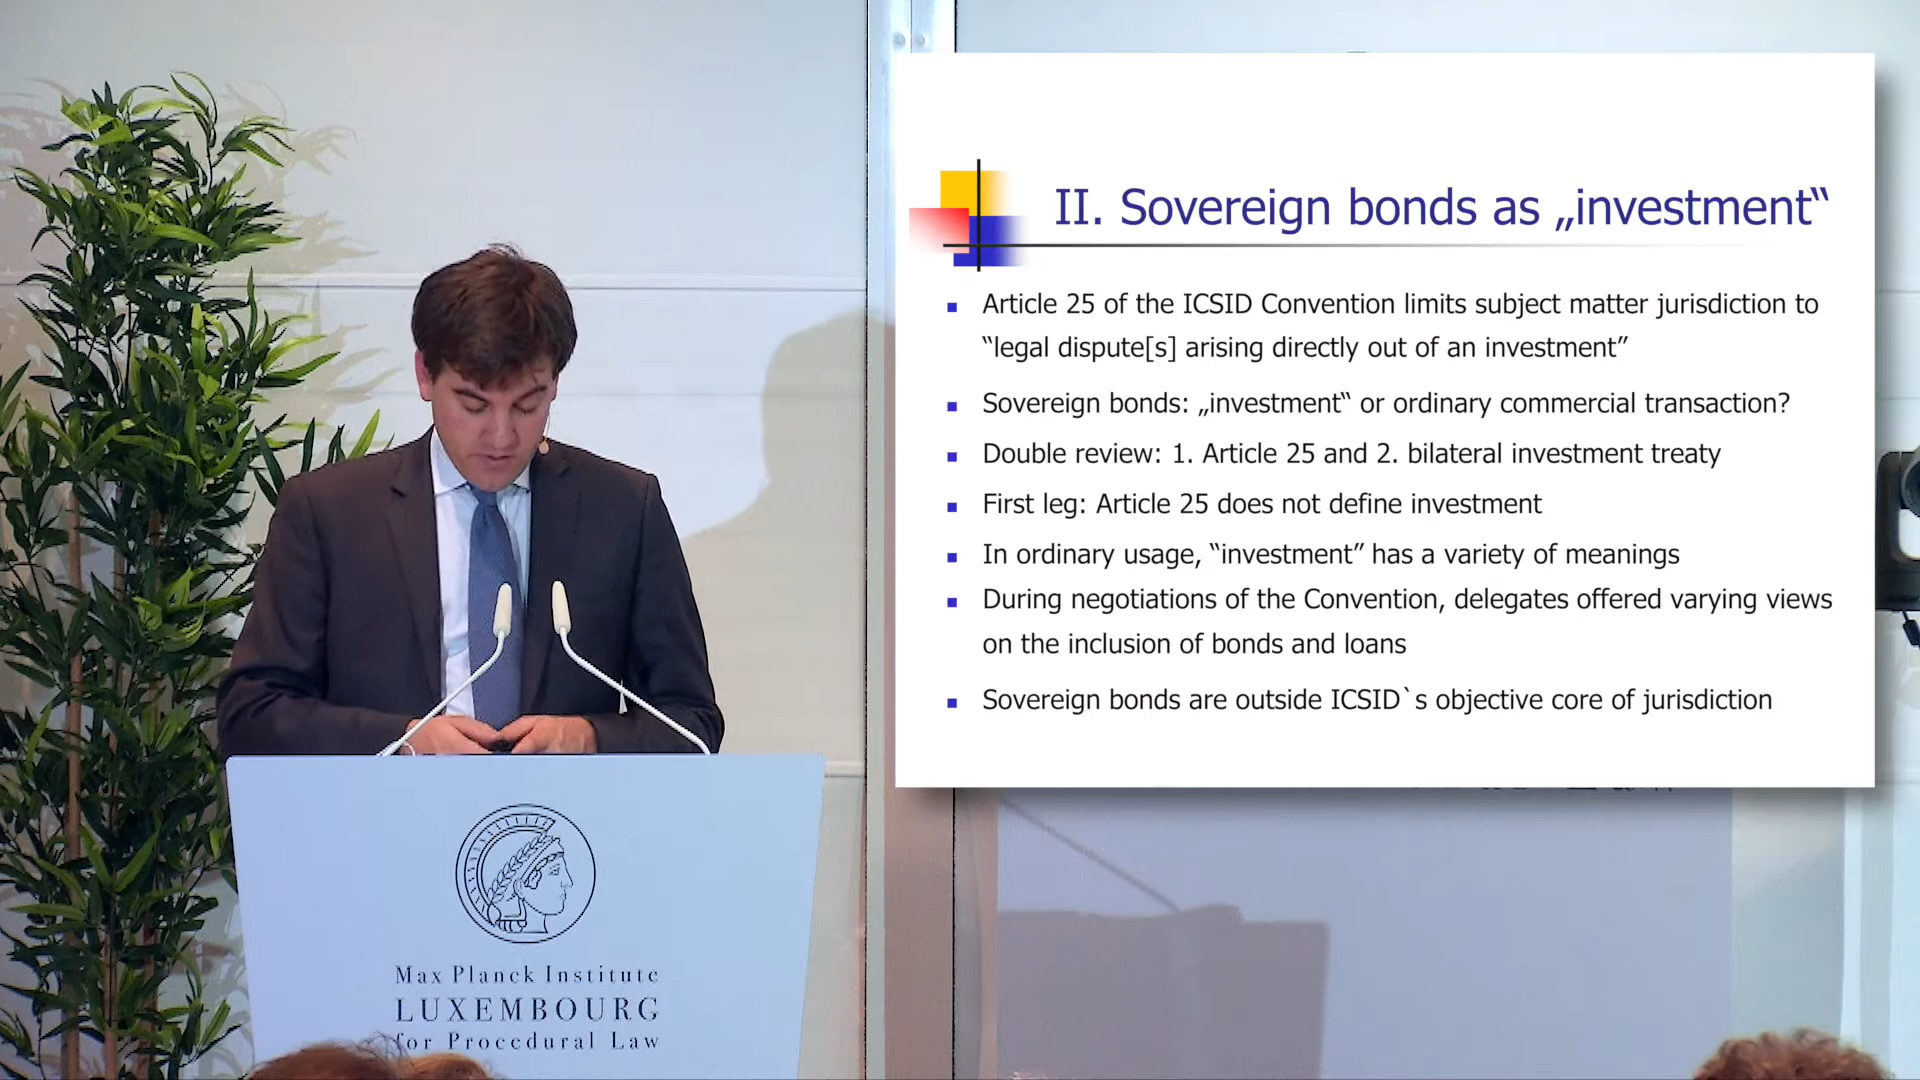 II. Sovereign bonds as „investment“
Article 25 of the ICSID Convention limits subject matter jurisdiction to
“legal dispute[s] arising directly out of an investment”
Sovereign bonds: „investment“ or ordinary commercial transaction?
Double review: 1. Article 25 and 2. bilateral investment treaty
First leg: Article 25 does not define investment
In ordinary usage, “investment” has a variety of meanings
During negotiations of the Convention, delegates offered varying views
on the inclusion of bonds and loans
Sovereign bonds are outside ICSID`s objective core of jurisdiction
Max Planck Institute
LUXEMBOURG
for Procedural Law